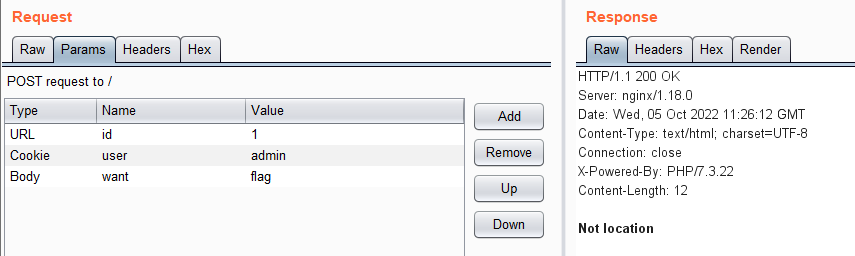 Request
Raw Params Headers Hex
POST request to /
Type Name Value
URL id 1
Cookie user admin
Body want flag
Add
Remove
Up
Down
Response
Raw Headers Hex Render
HTTP/1.1 200 OK
Server: nginx/1.18.0
Date: Wed, 05 Oct 2022 11:26:12 GMT
Content-Type: text/html; charset=UTF-8
Connection: close
X-Powered-By: PHP/7.3.22
Content-Length: 12
Not location